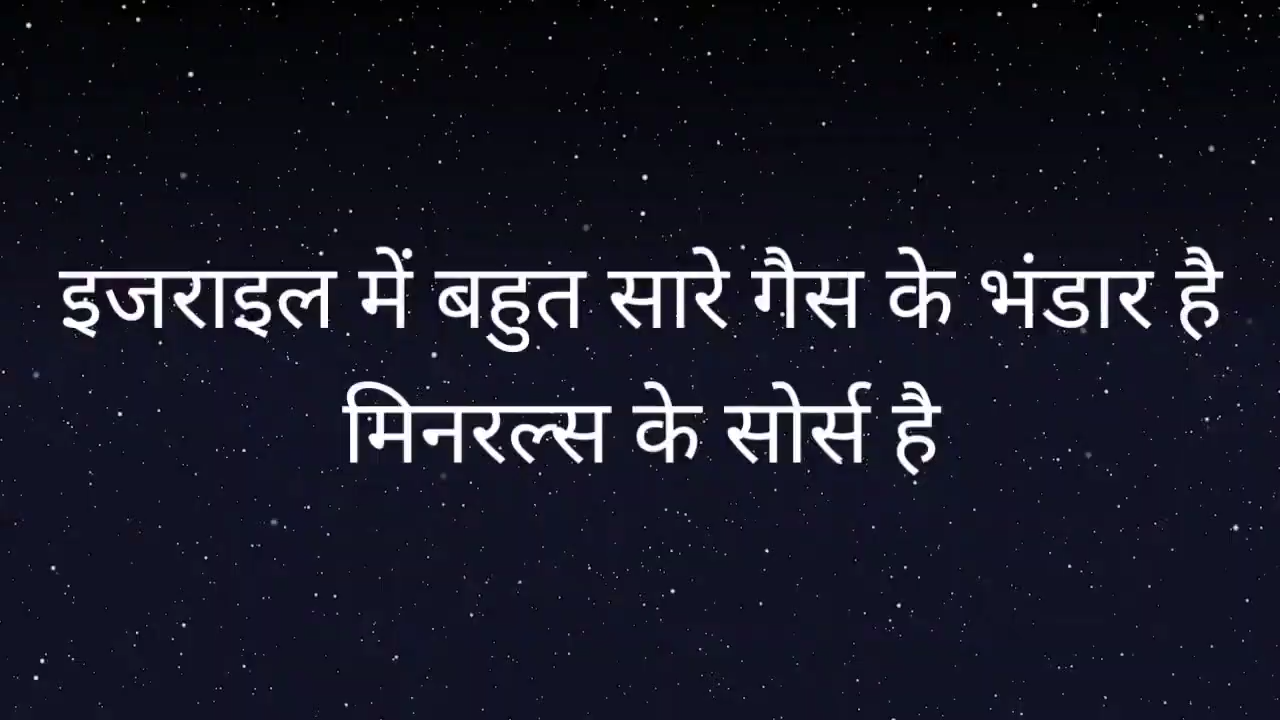 इजराइल में बहुत सारे गैस के भंडार है
मिनरल्स के सोर्स है